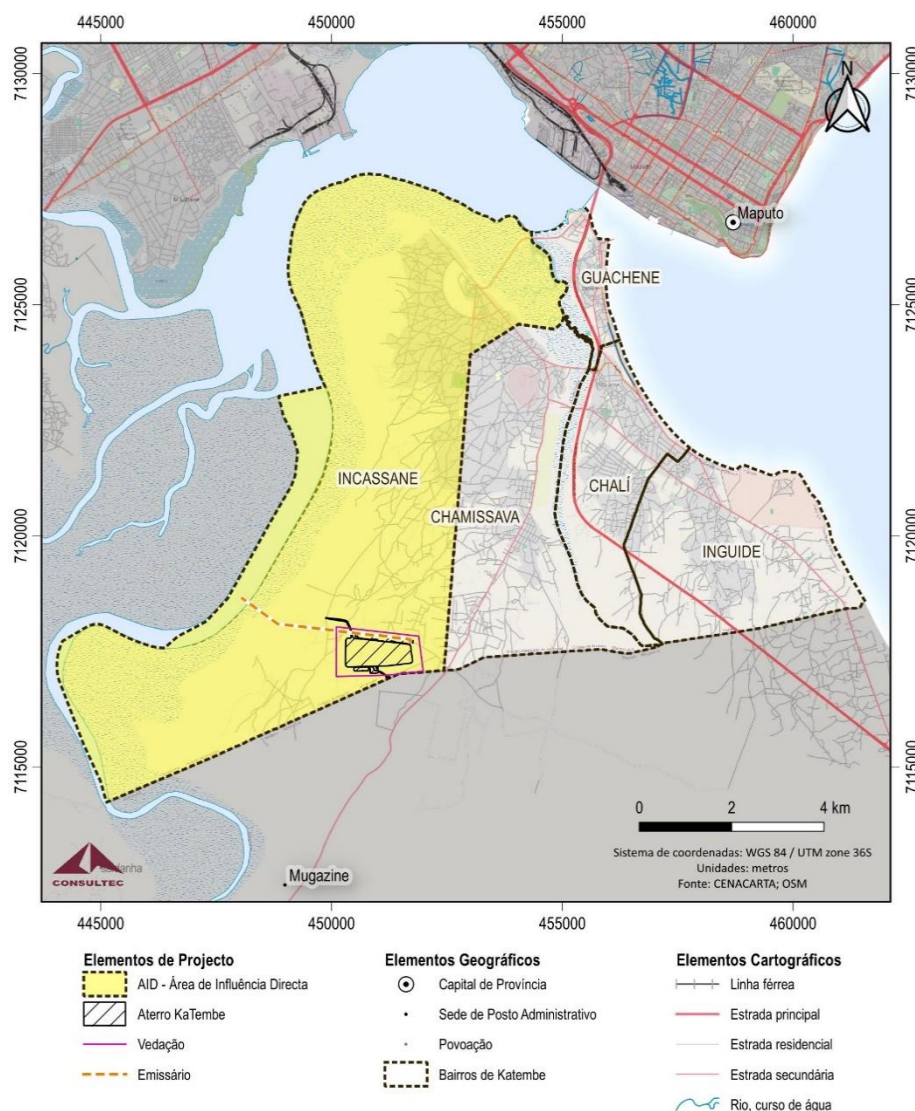 445000 450000 455000 460000
7130000 7130000
N
Maputo
GUACHENE
7125000 7125000
INCASSANE
CHALÍ
CHAMISSAVA
7120000 7120000
INGUIDE
7115000 7115000
0 2 4 km
Sistema de coordenadas: WGS 84 / UTM zone 36S
Unidades: metros
Fonte: CENACARTA; OSM
CONSULTEC
Mugazine
445000 450000 455000 460000
Elementos de Projecto
AID - Área de Influência Directa
Aterro KaTembe
Vedação
Emissário
Elementos Geográficos
Capital de Província
Sede de Posto Administrativo
Povoação
Bairros de Katembe
Elementos Cartográficos
Linha férrea
Estrada principal
Estrada residencial
Estrada secundária
Rio, curso de água